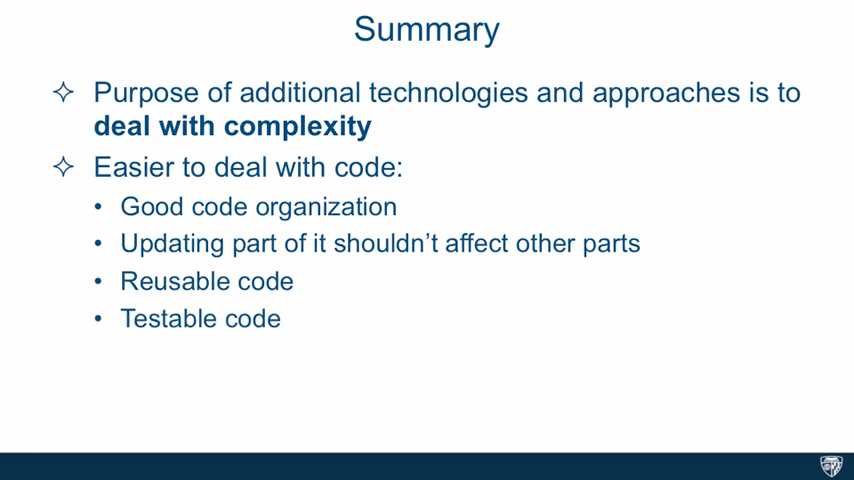 Summary
Purpose of additional technologies and approaches is to
deal with complexity
Easier to deal with code:
• Good code organization
• Updating part of it shouldn’t affect other parts
• Reusable code
• Testable code